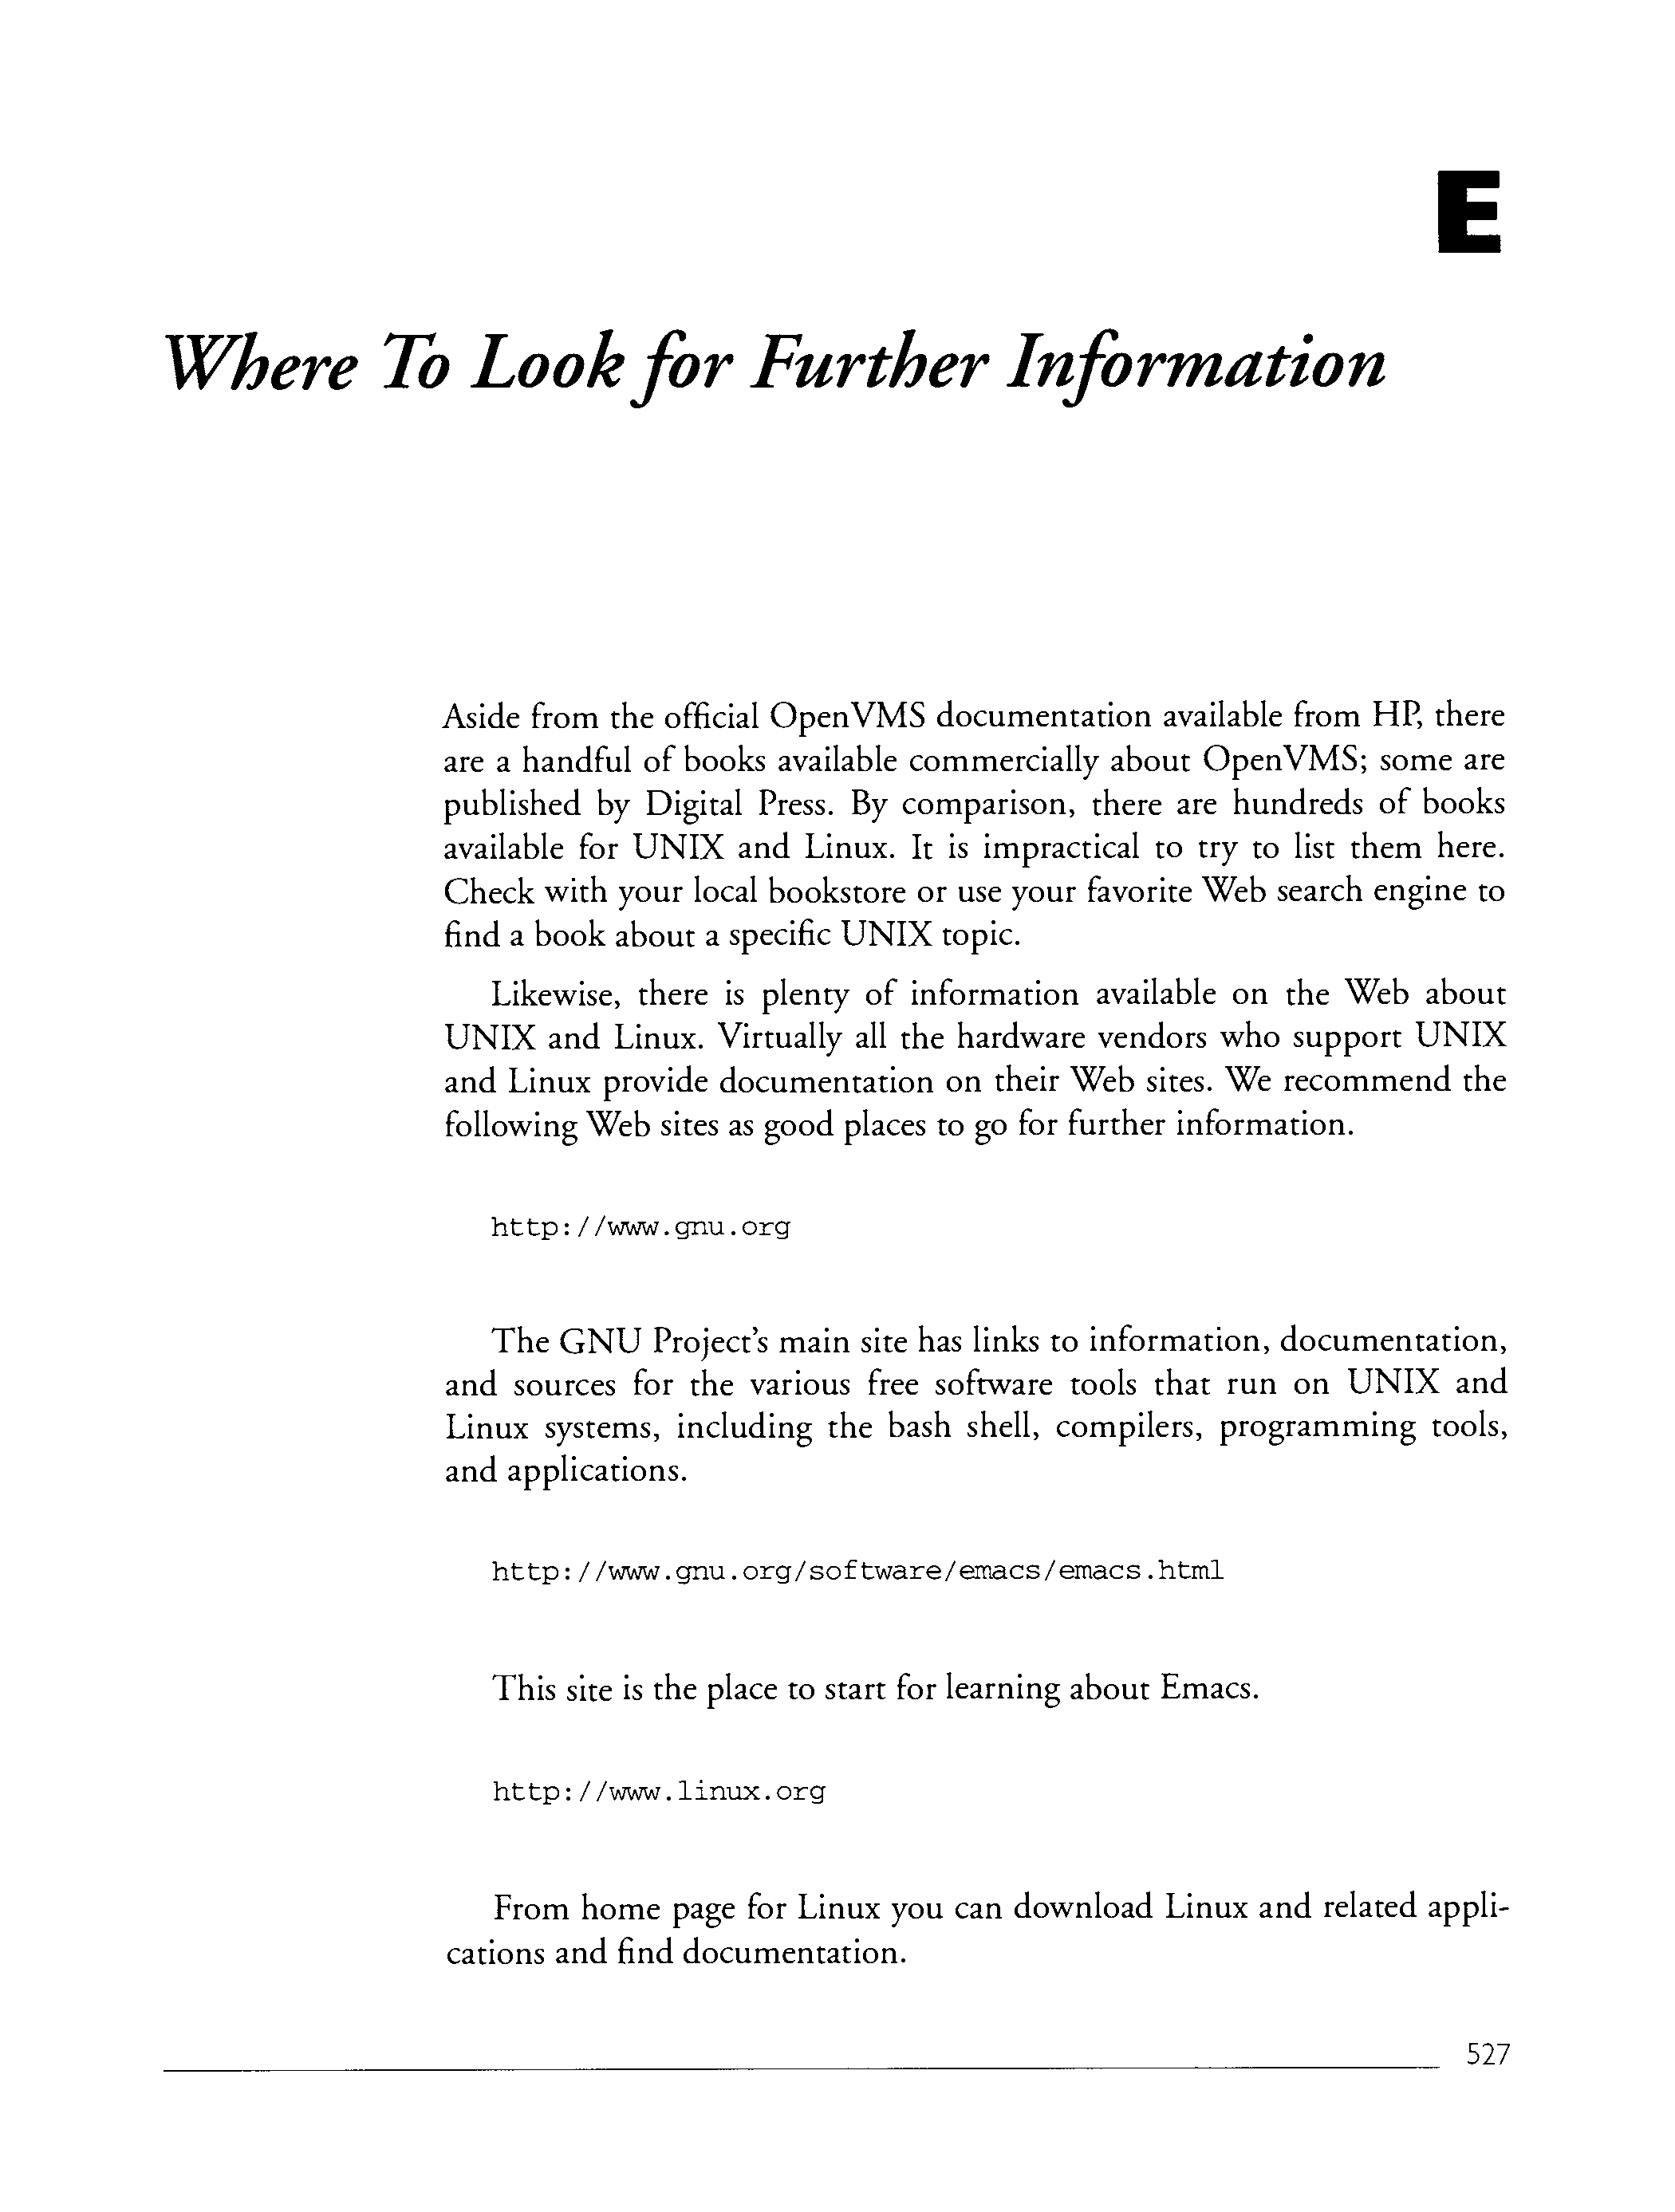 E
Where To Look for Further Information
Aside from the official OpenVMS documentation available from HP, there
are a handful of books available commercially about OpenVMS; some are
published by Digital Press. By comparison, there are hundreds of books
available for UNIX and Linux. It is impractical to try to list them here.
Check with your local bookstore or use your favorite Web search engine to
find a book about a specific UNIX topic.
Likewise, there is plenty of information available on the Web about
UNIX and Linux. Virtually all the hardware vendors who support UNIX
and Linux provide documentation on their Web sites. We recommend the
following Web sites as good places to go for further information.
http://www.gnu.org
The GNU Project's main site has links to information, documentation,
and sources for the various free software tools that run on UNIX and
Linux systems, including the bash shell, compilers, programming tools,
and applications.
http://www.gnu.org/software/emacs/emacs.html
This site is the place to start for learning about Emacs.
http://www.linux.org
From home page for Linux you can download Linux and related appli-
cations and find documentation.
527